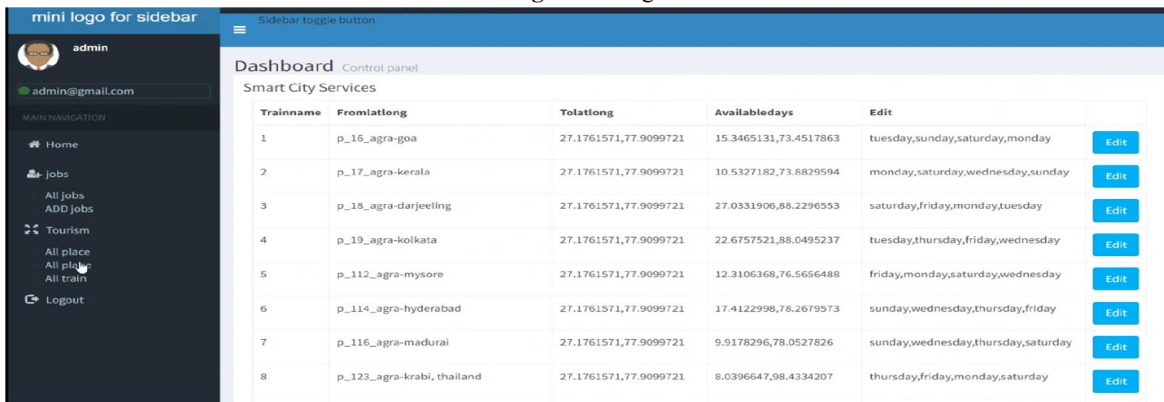 mini logo for sidebar
Sidebar toggle button
admin
admin@gmail.com
MAIN NAVIGATION
Home
jobs
All jobs
ADD jobs
Tourism
All place
All place
All train
Logout
Dashboard Control panel
Smart City Services
Trainname Fromlatlong Tolatlong Availabledays Edit
1 p_16_agra-goa 27.1761571,77.9099721 15.3465131,73.4517863 tuesday,sunday,saturday,monday Edit
2 p_17_agra-kerala 27.1761571,77.9099721 10.5327182,73.8829594 monday,saturday,wednesday,sunday Edit
3 p_18_agra-darjeeling 27.1761571,77.9099721 27.0331906,88.2296553 saturday,friday,monday,tuesday Edit
4 p_19_agra-kolkata 27.1761571,77.9099721 22.6757521,88.0495237 tuesday,thursday,friday,wednesday Edit
5 p_112_agra-mysore 27.1761571,77.9099721 12.3106368,76.5656488 friday,monday,saturday,wednesday Edit
6 p_114_agra-hyderabad 27.1761571,77.9099721 17.4122998,78.2679573 sunday,wednesday,thursday,friday Edit
7 p_116_agra-madurai 27.1761571,77.9099721 9.9178296,78.0527826 sunday,wednesday,thursday,saturday Edit
8 p_123_agra-krabi, thailand 27.1761571,77.9099721 8.0396647,98.4334207 thursday,friday,monday,saturday Edit